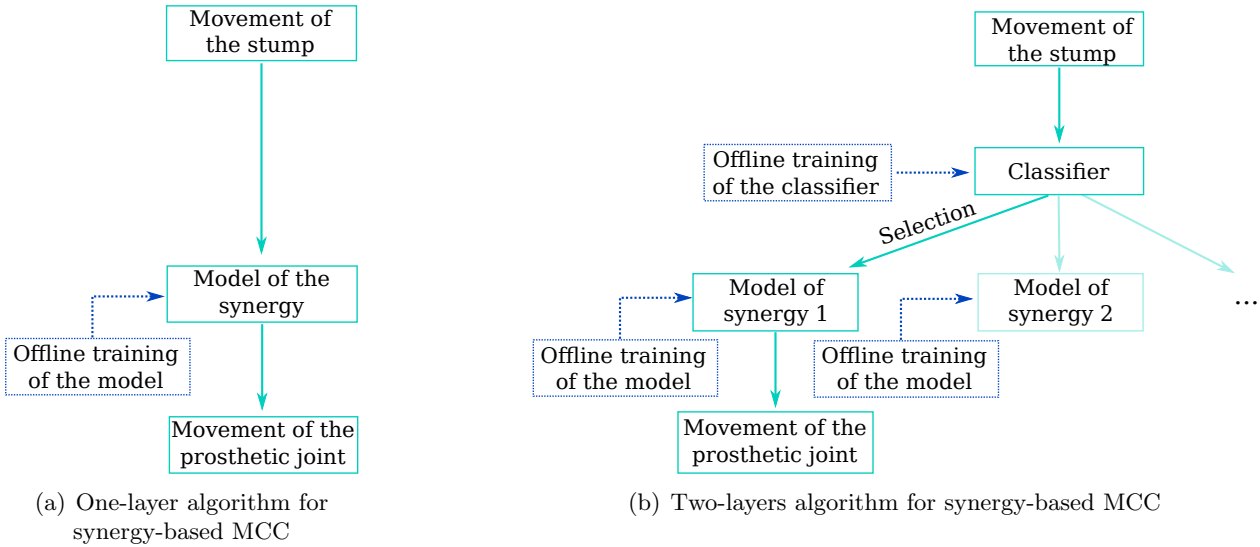 Movement of
the stump
Model of the
synergy
Offline training
of the model
Movement of the
prosthetic joint
(a) One-layer algorithm for
synergy-based MCC
Movement of
the stump
Offline training
of the classifier
Classifier
Selection
Model of
synergy 1
Model of
synergy 2
...
Offline training
of the model
Offline training
of the model
Movement of the
prosthetic joint
(b) Two-layers algorithm for synergy-based MCC